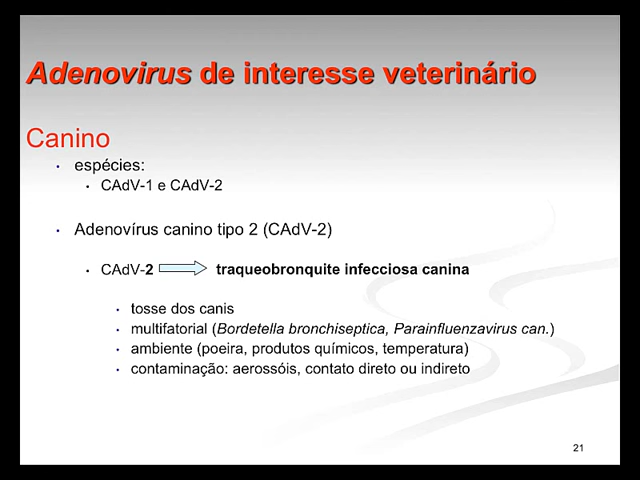 Adenovirus de interesse veterinário
Canino
• espécies:
• CAdV-1 e CAdV-2
• Adenovírus canino tipo 2 (CAdV-2)
• CAdV-2 traqueobronquite infecciosa canina
• tosse dos canis
• multifatorial (Bordetella bronchiseptica, Parainfluenzavirus can.)
• ambiente (poeira, produtos químicos, temperatura)
• contaminação: aerossóis, contato direto ou indireto
21